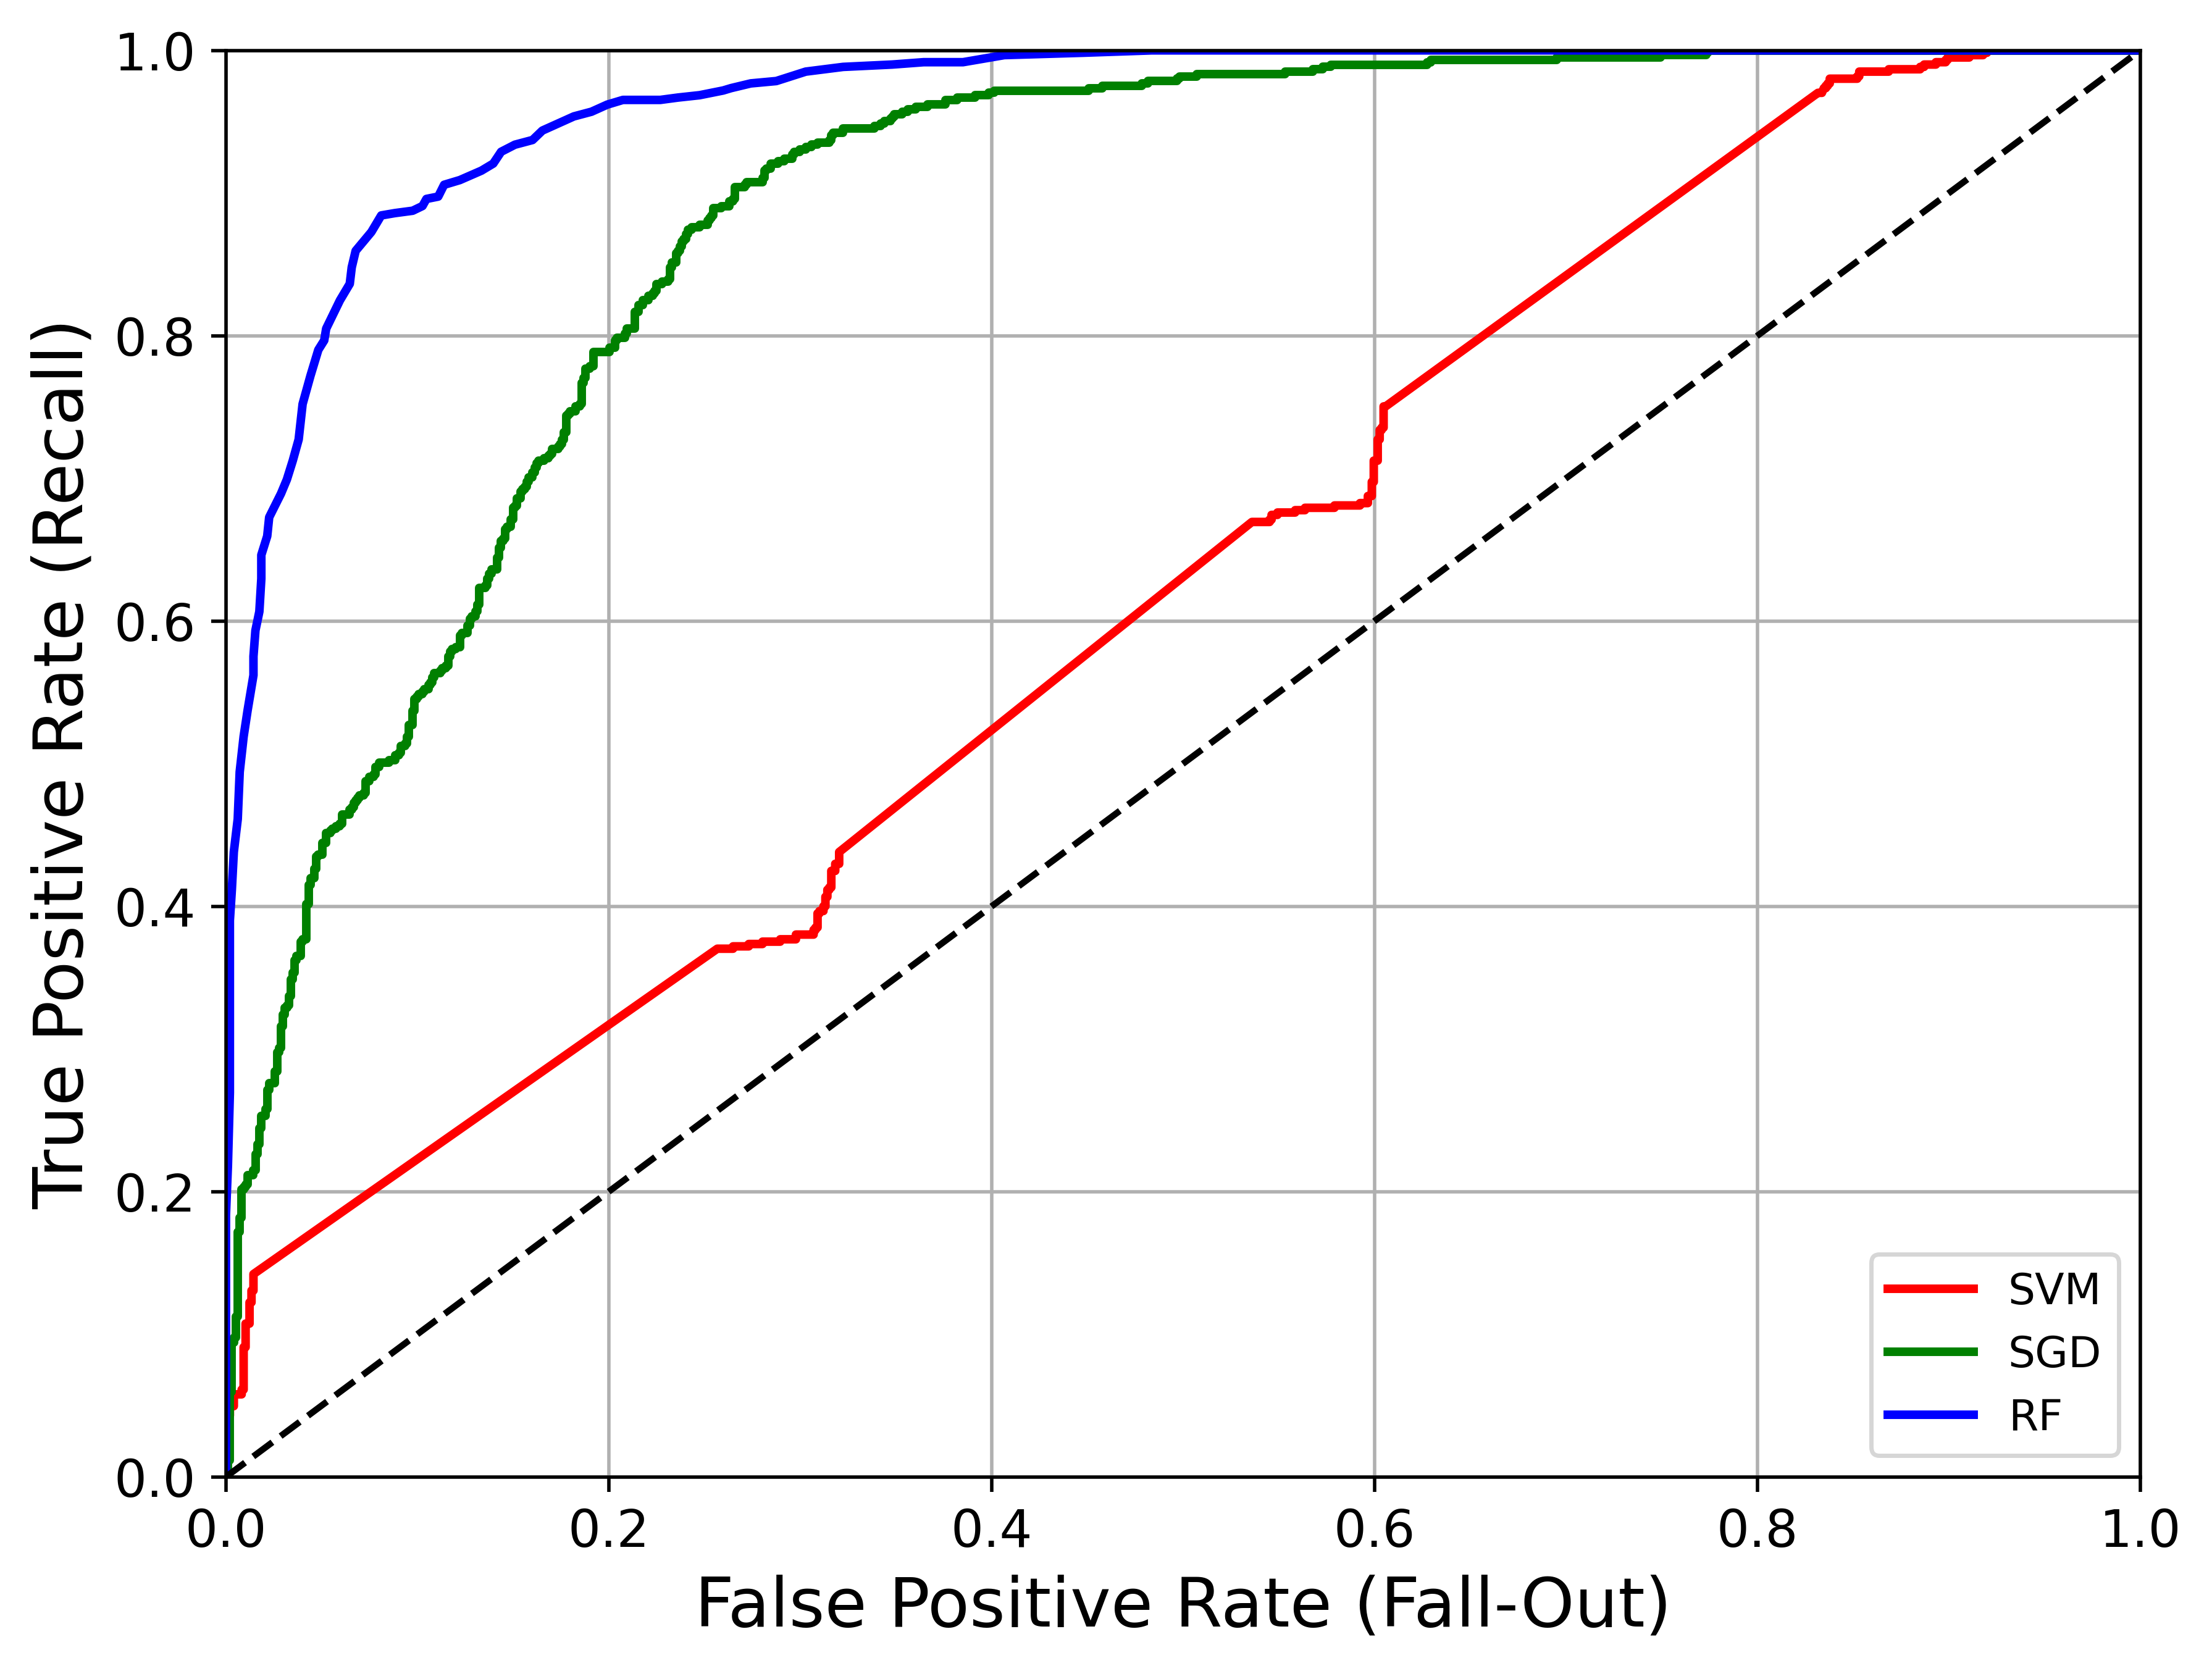 True Positive Rate (Recall)
1.0
0.8
0.6
0.4
0.2
0.0
0.0 0.2 0.4 0.6 0.8 1.0
False Positive Rate (Fall-Out)
SVM
SGD
RF